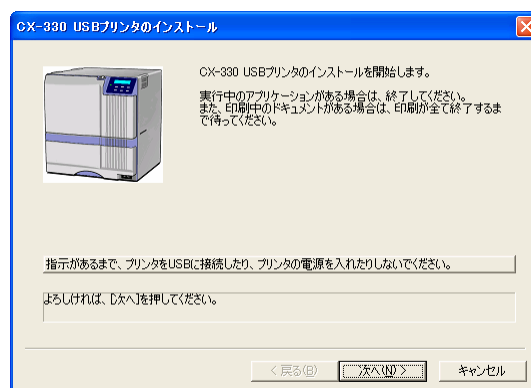 CX-330 USBプリンタのインストール
CX-330 USBプリンタのインストールを開始します。
実行中のアプリケーションがある場合は、終了してください。
また、印刷中のドキュメントがある場合は、印刷が全て終了するま
で待ってください。
指示があるまで、プリンタをUSBに接続したり、プリンタの電源を入れたりしないでください。
よろしければ、[次へ]を押してください。
< 戻る(B)
次へ(N) >
キャンセル